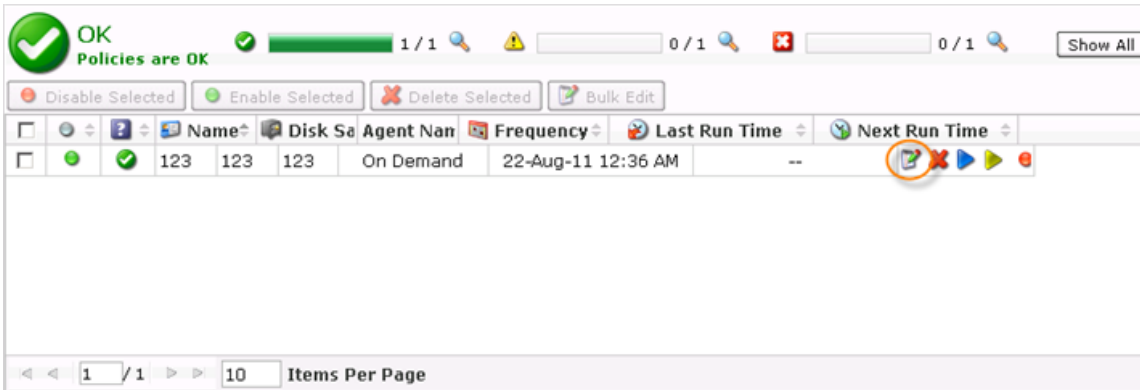 OK
Policies are OK
1 / 1
0 / 1
0 / 1
Show All
Disable Selected Enable Selected Delete Selected Bulk Edit
? Name Disk Sa Agent Nan Frequency Last Run Time Next Run Time
123 123 123 On Demand 22-Aug-11 12:36 AM --
1 / 1 10 Items Per Page